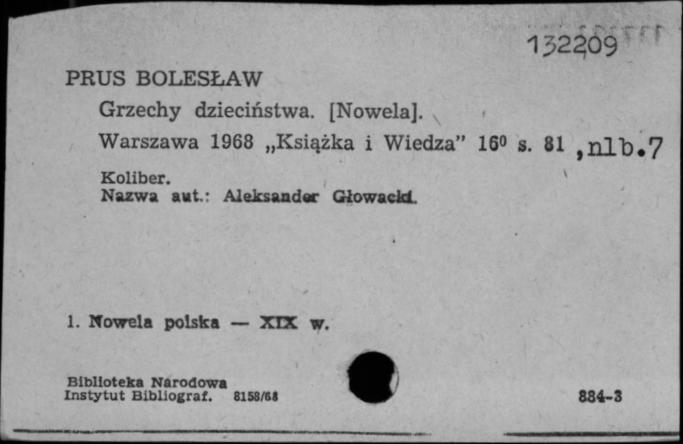 132209
PRUS BOLESŁAW
Grzechy dzieciństwa. [Nowela].
Warszawa 1968 „Książka i Wiedza” 16⁰ s. 81 , nlb.7
Koliber.
Nazwa aut.: Aleksander Głowacki.
1. Nowela polska — XIX w.
Biblioteka Narodowa
Instytut Bibliograf. 8158/68
884-3